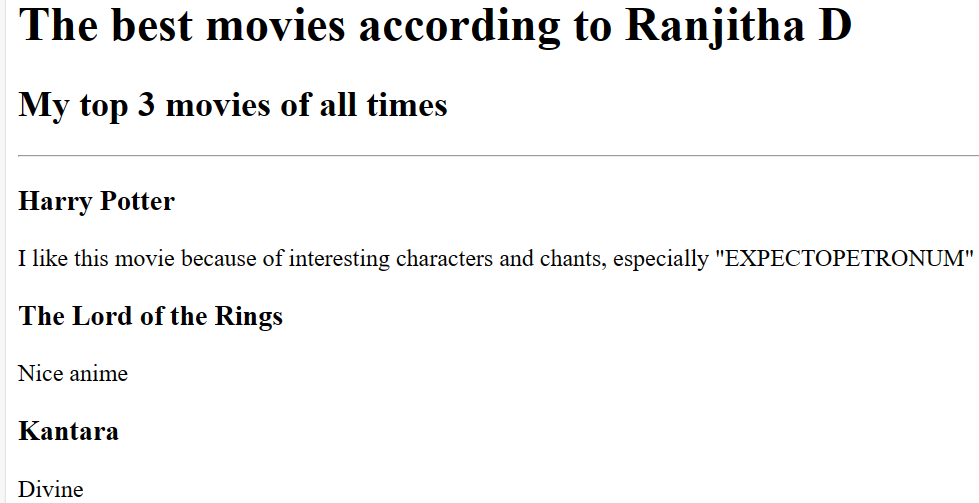 The best movies according to Ranjitha D
My top 3 movies of all times
Harry Potter
I like this movie because of interesting characters and chants, especially "EXPECTOPETRONUM"
The Lord of the Rings
Nice anime
Kantara
Divine